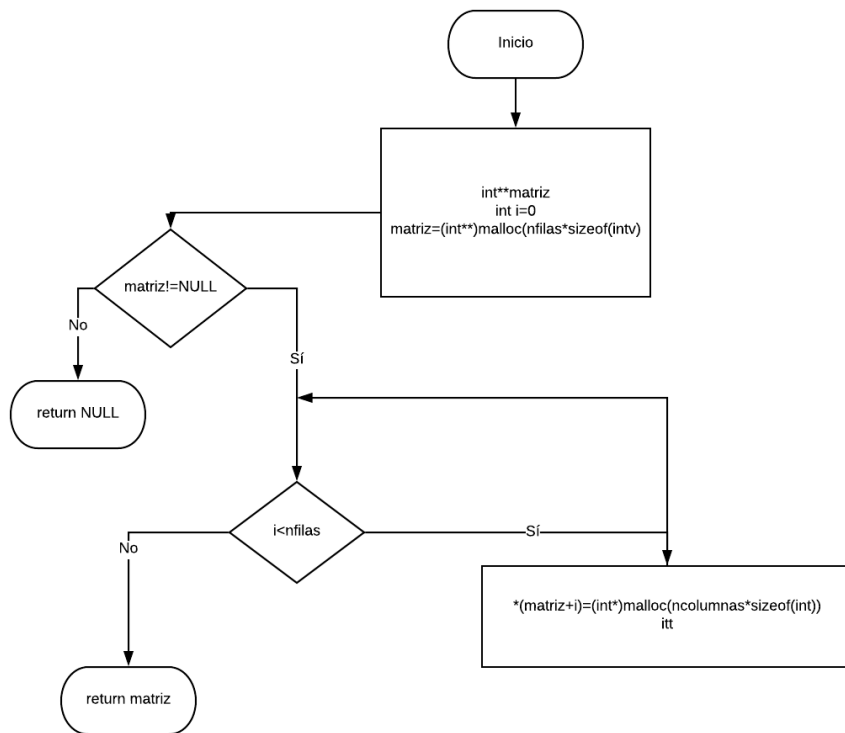 Inicio
int**matriz
int i=0
matriz=(int**)malloc(nfilas*sizeof(intv)
matriz!=NULL
No
Sí
return NULL
i<nfilas
No
Sí
*(matriz+i)=(int*)malloc(ncolumnas*sizeof(int))
itt
return matriz